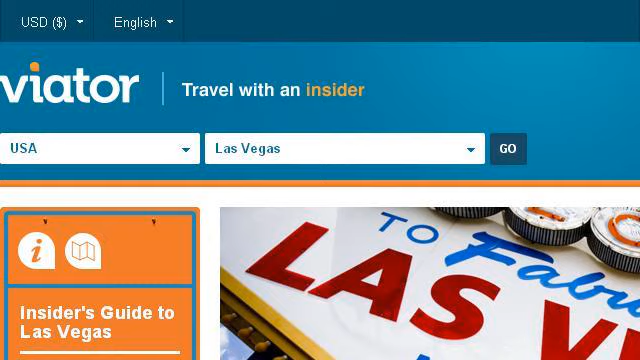 USD ($) English
viator Travel with an insider
USA Las Vegas GO
Insider's Guide to
Las Vegas
TO
LAS